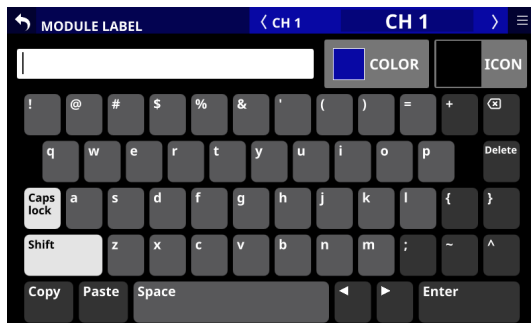 MODULE LABEL
〈 CH 1
CH 1 〉
COLOR
ICON
! @ # $ % & ' ( ) = +
q w e r t y u i o p Delete
Caps lock a s d f g h j k l { }
Shift z x c v b n m ; ~ ^
Copy Paste Space ◀ ▶ Enter